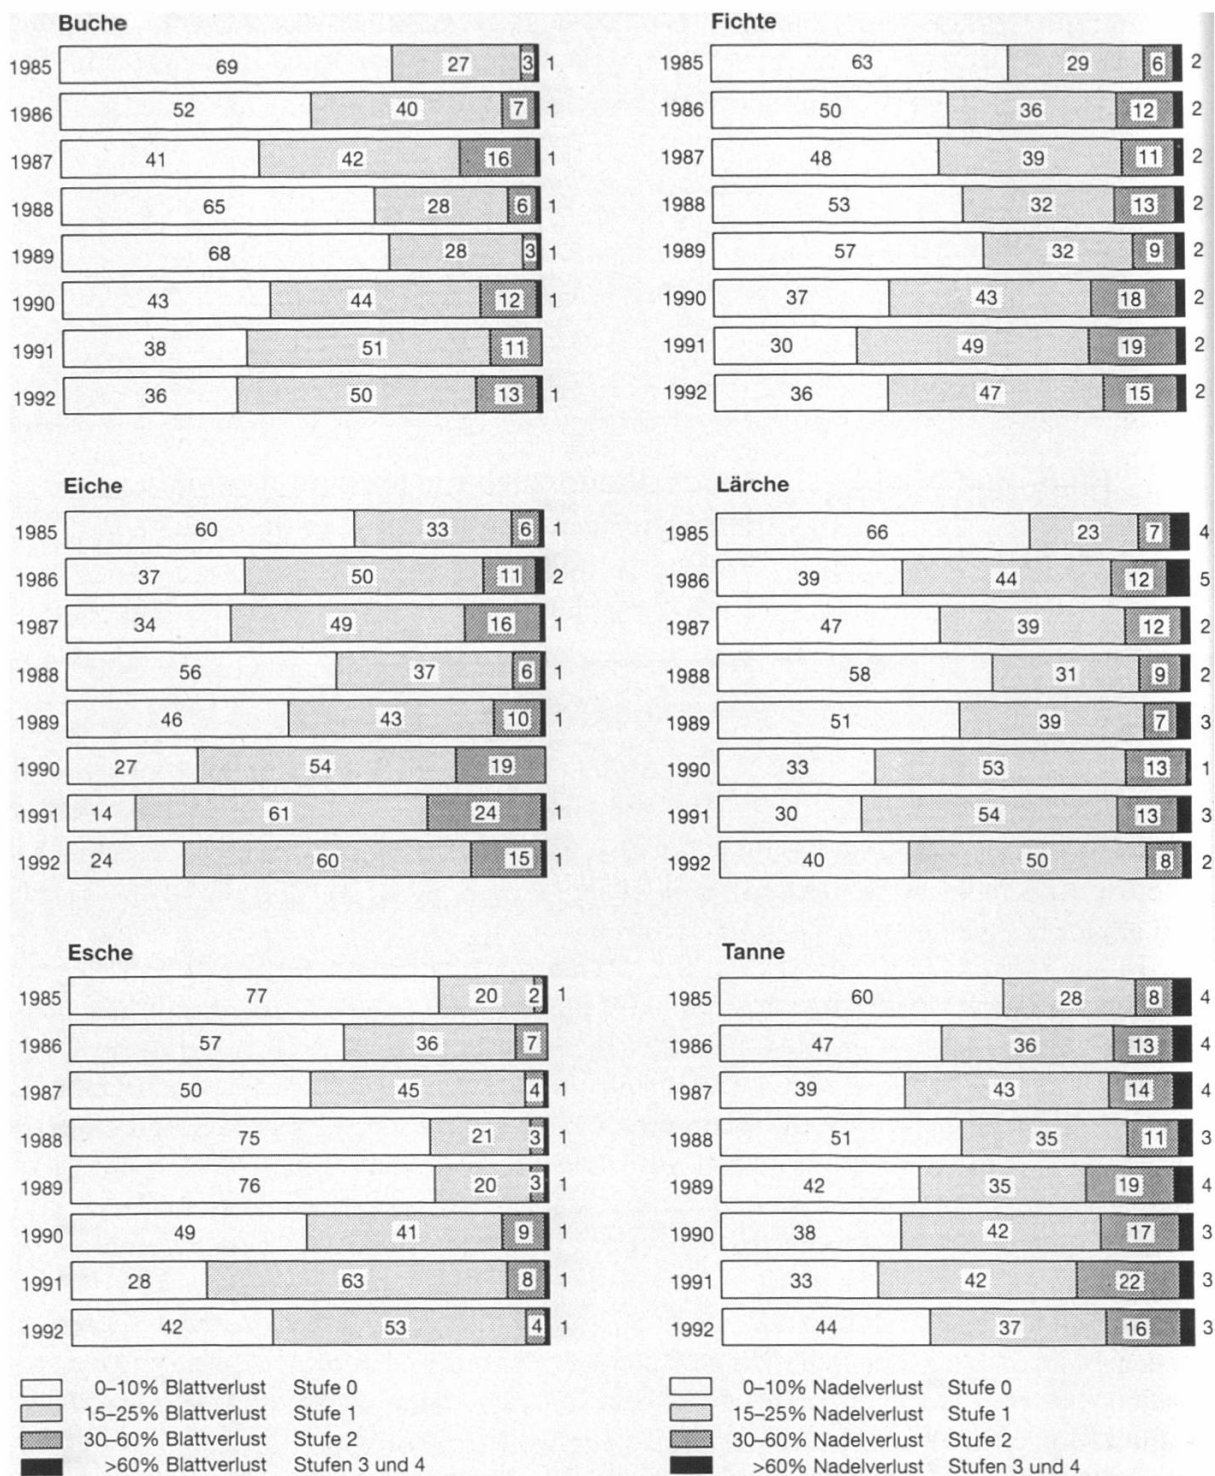 Buche
1985 69 27 3 1
1986 52 40 7 1
1987 41 42 16 1
1988 65 28 6 1
1989 68 28 3 1
1990 43 44 12 1
1991 38 51 11
1992 36 50 13 1
Fichte
1985 63 29 6 2
1986 50 36 12 2
1987 48 39 11 2
1988 53 32 13 2
1989 57 32 9 2
1990 37 43 18 2
1991 30 49 19 2
1992 36 47 15 2
Eiche
1985 60 33 6 1
1986 37 50 11 2
1987 34 49 16 1
1988 56 37 6 1
1989 46 43 10 1
1990 27 54 19
1991 14 61 24 1
1992 24 60 15 1
Lärche
1985 66 23 7 4
1986 39 44 12 5
1987 47 39 12 2
1988 58 31 9 2
1989 51 39 7 3
1990 33 53 13 1
1991 30 54 13 3
1992 40 50 8 2
Esche
1985 77 20 2 1
1986 57 36 7
1987 50 45 4 1
1988 75 21 3 1
1989 76 20 3 1
1990 49 41 9 1
1991 28 63 8 1
1992 42 53 4 1
Tanne
1985 60 28 8 4
1986 47 36 13 4
1987 39 43 14 4
1988 51 35 11 3
1989 42 35 19 4
1990 38 42 17 3
1991 33 42 22 3
1992 44 37 16 3
0–10% Blattverlust Stufe 0
15–25% Blattverlust Stufe 1
30–60% Blattverlust Stufe 2
>60% Blattverlust Stufen 3 und 4
0–10% Nadelverlust Stufe 0
15–25% Nadelverlust Stufe 1
30–60% Nadelverlust Stufe 2
>60% Nadelverlust Stufen 3 und 4